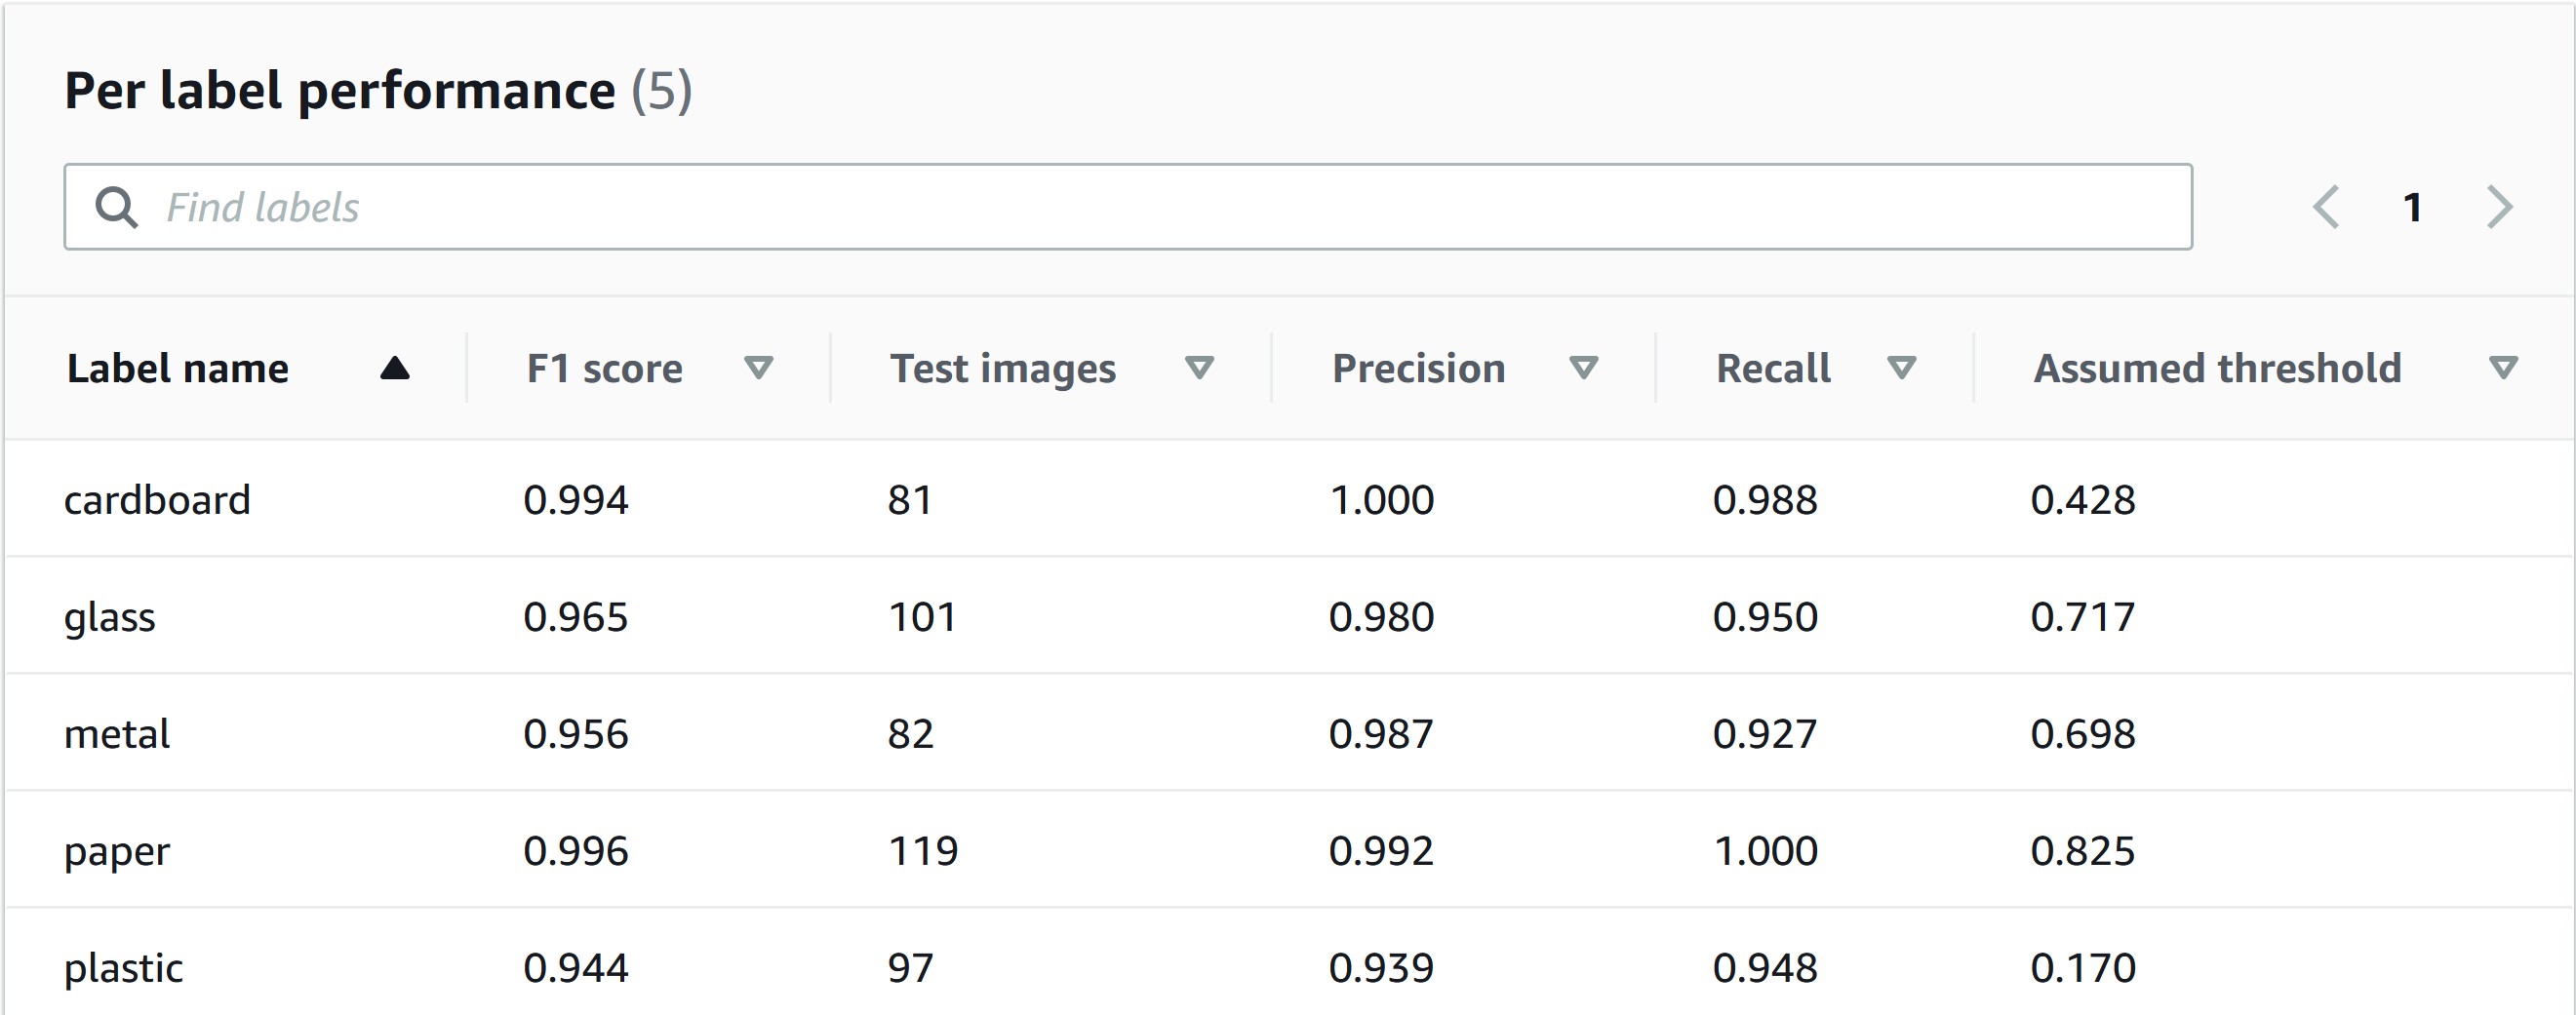 Per label performance (5)
Find labels
1
Label name F1 score Test images Precision Recall Assumed threshold
cardboard 0.994 81 1.000 0.988 0.428
glass 0.965 101 0.980 0.950 0.717
metal 0.956 82 0.987 0.927 0.698
paper 0.996 119 0.992 1.000 0.825
plastic 0.944 97 0.939 0.948 0.170